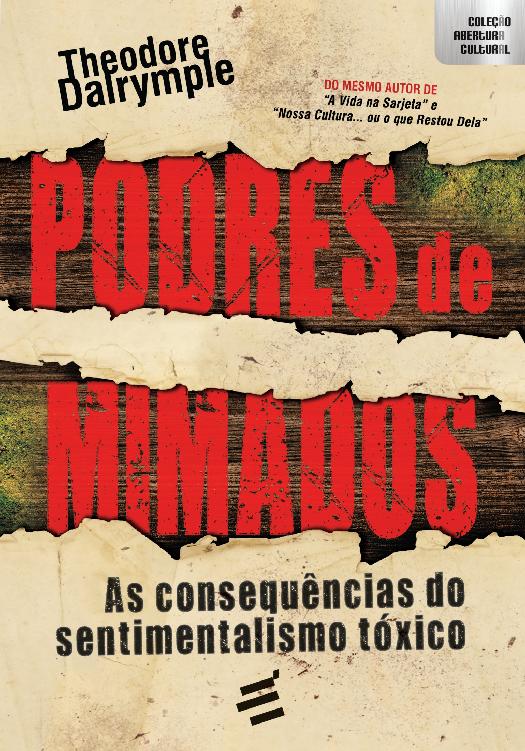 COLEÇÃO
ABERTURA
CULTURAL
Theodore
Dalrymple
DO MESMO AUTOR DE
"A Vida na Sarjeta" e
"Nossa Cultura... ou o que Restou Dela"
PODRES de
MIMADOS
As consequências do
sentimentalismo tóxico